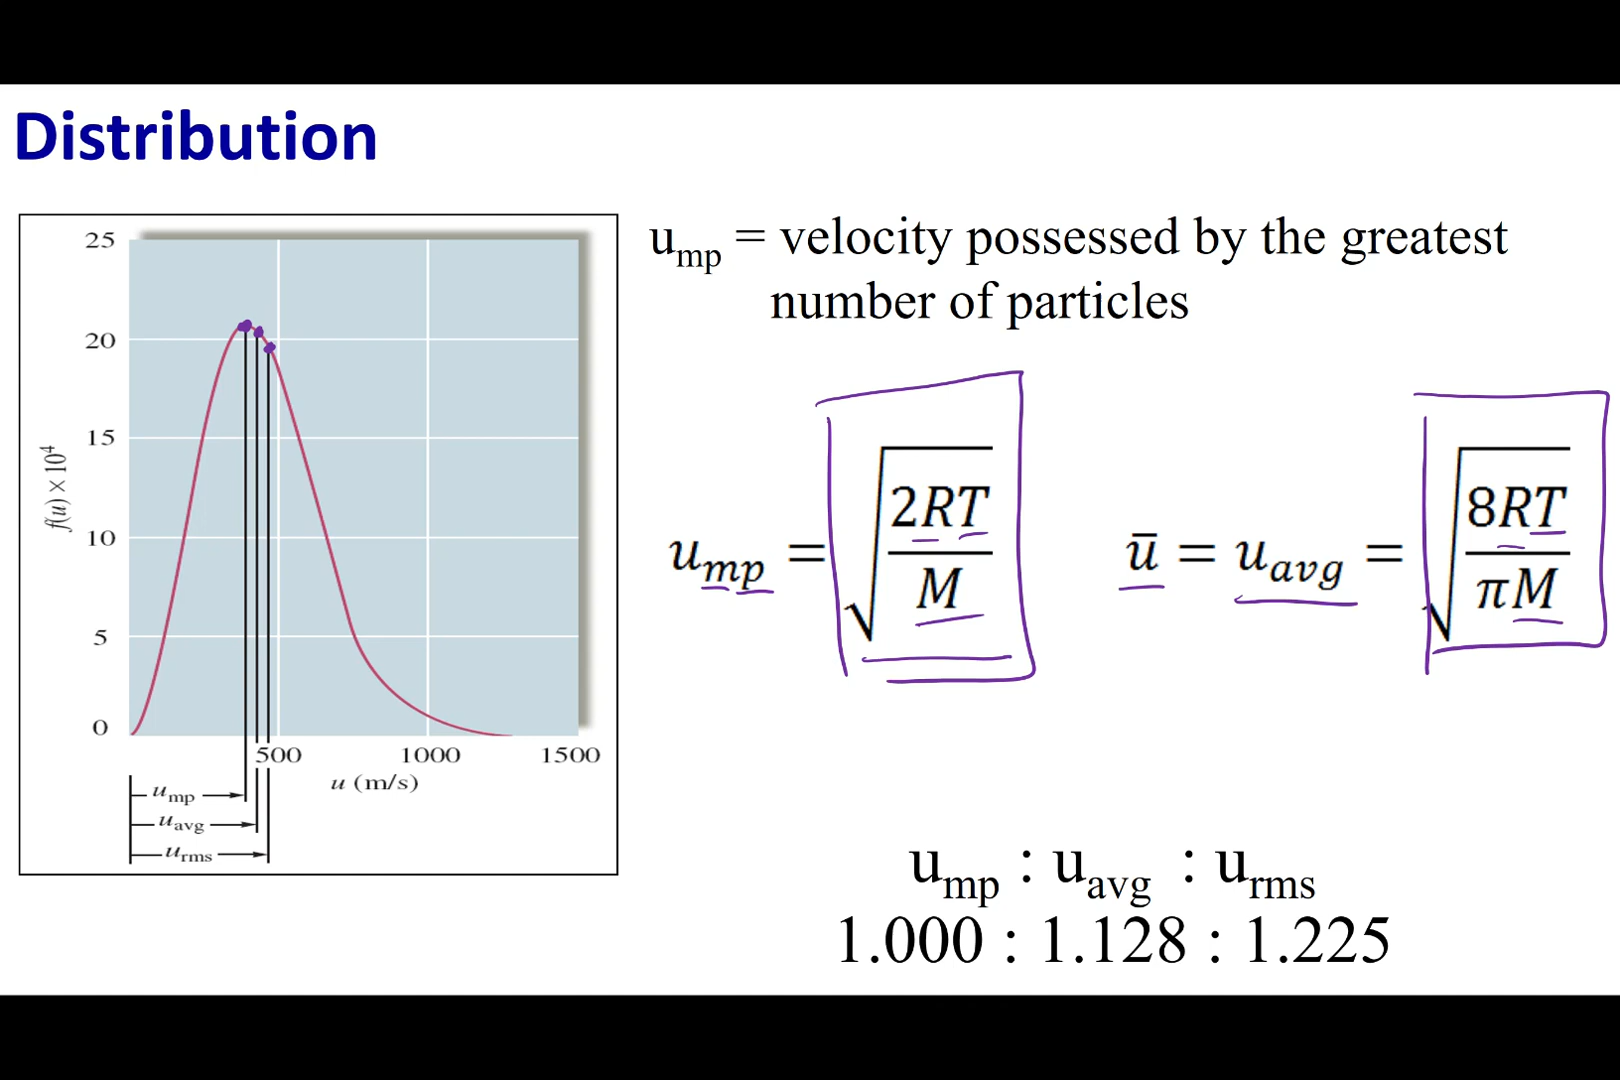 Distribution
25
20
15
10
5
0
f(u) × 10⁴
500 1000 1500
u (m/s)
u_mp
u_avg
u_rms
u_mp = velocity possessed by the greatest
number of particles
u_mp = √(2RT/M)
ū = u_avg = √(8RT/πM)
u_mp : u_avg : u_rms
1.000 : 1.128 : 1.225